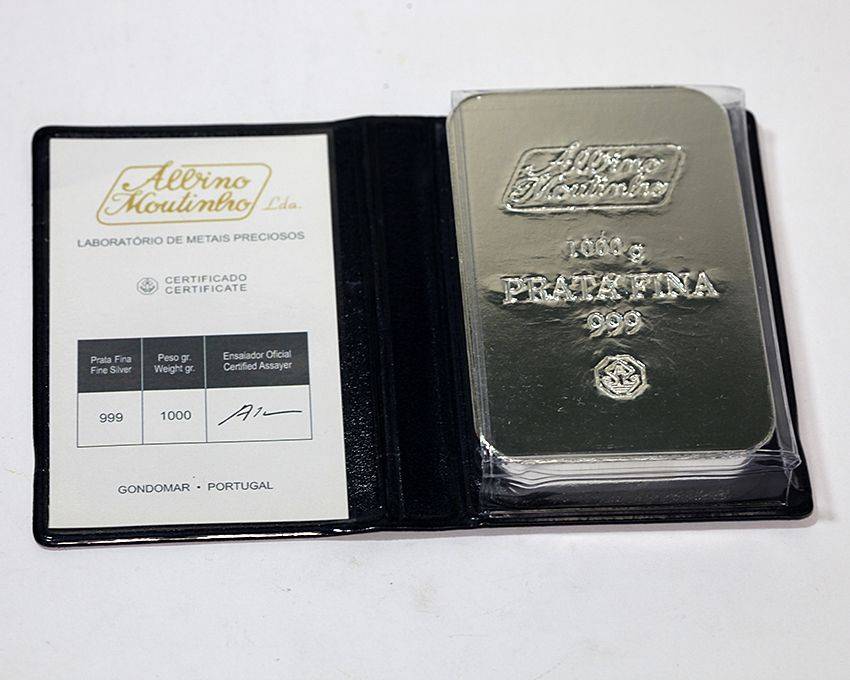 Albino
Moutinho Lda.
LABORATÓRIO DE METAIS PRECIOSOS
CERTIFICADO
CERTIFICATE
Prata Fina
Fine Silver
Peso gr.
Weight gr.
Ensaiador Oficial
Certified Assayer
999
1000
GONDOMAR • PORTUGAL
Albino
Moutinho
1000 g
PRATA FINA
999